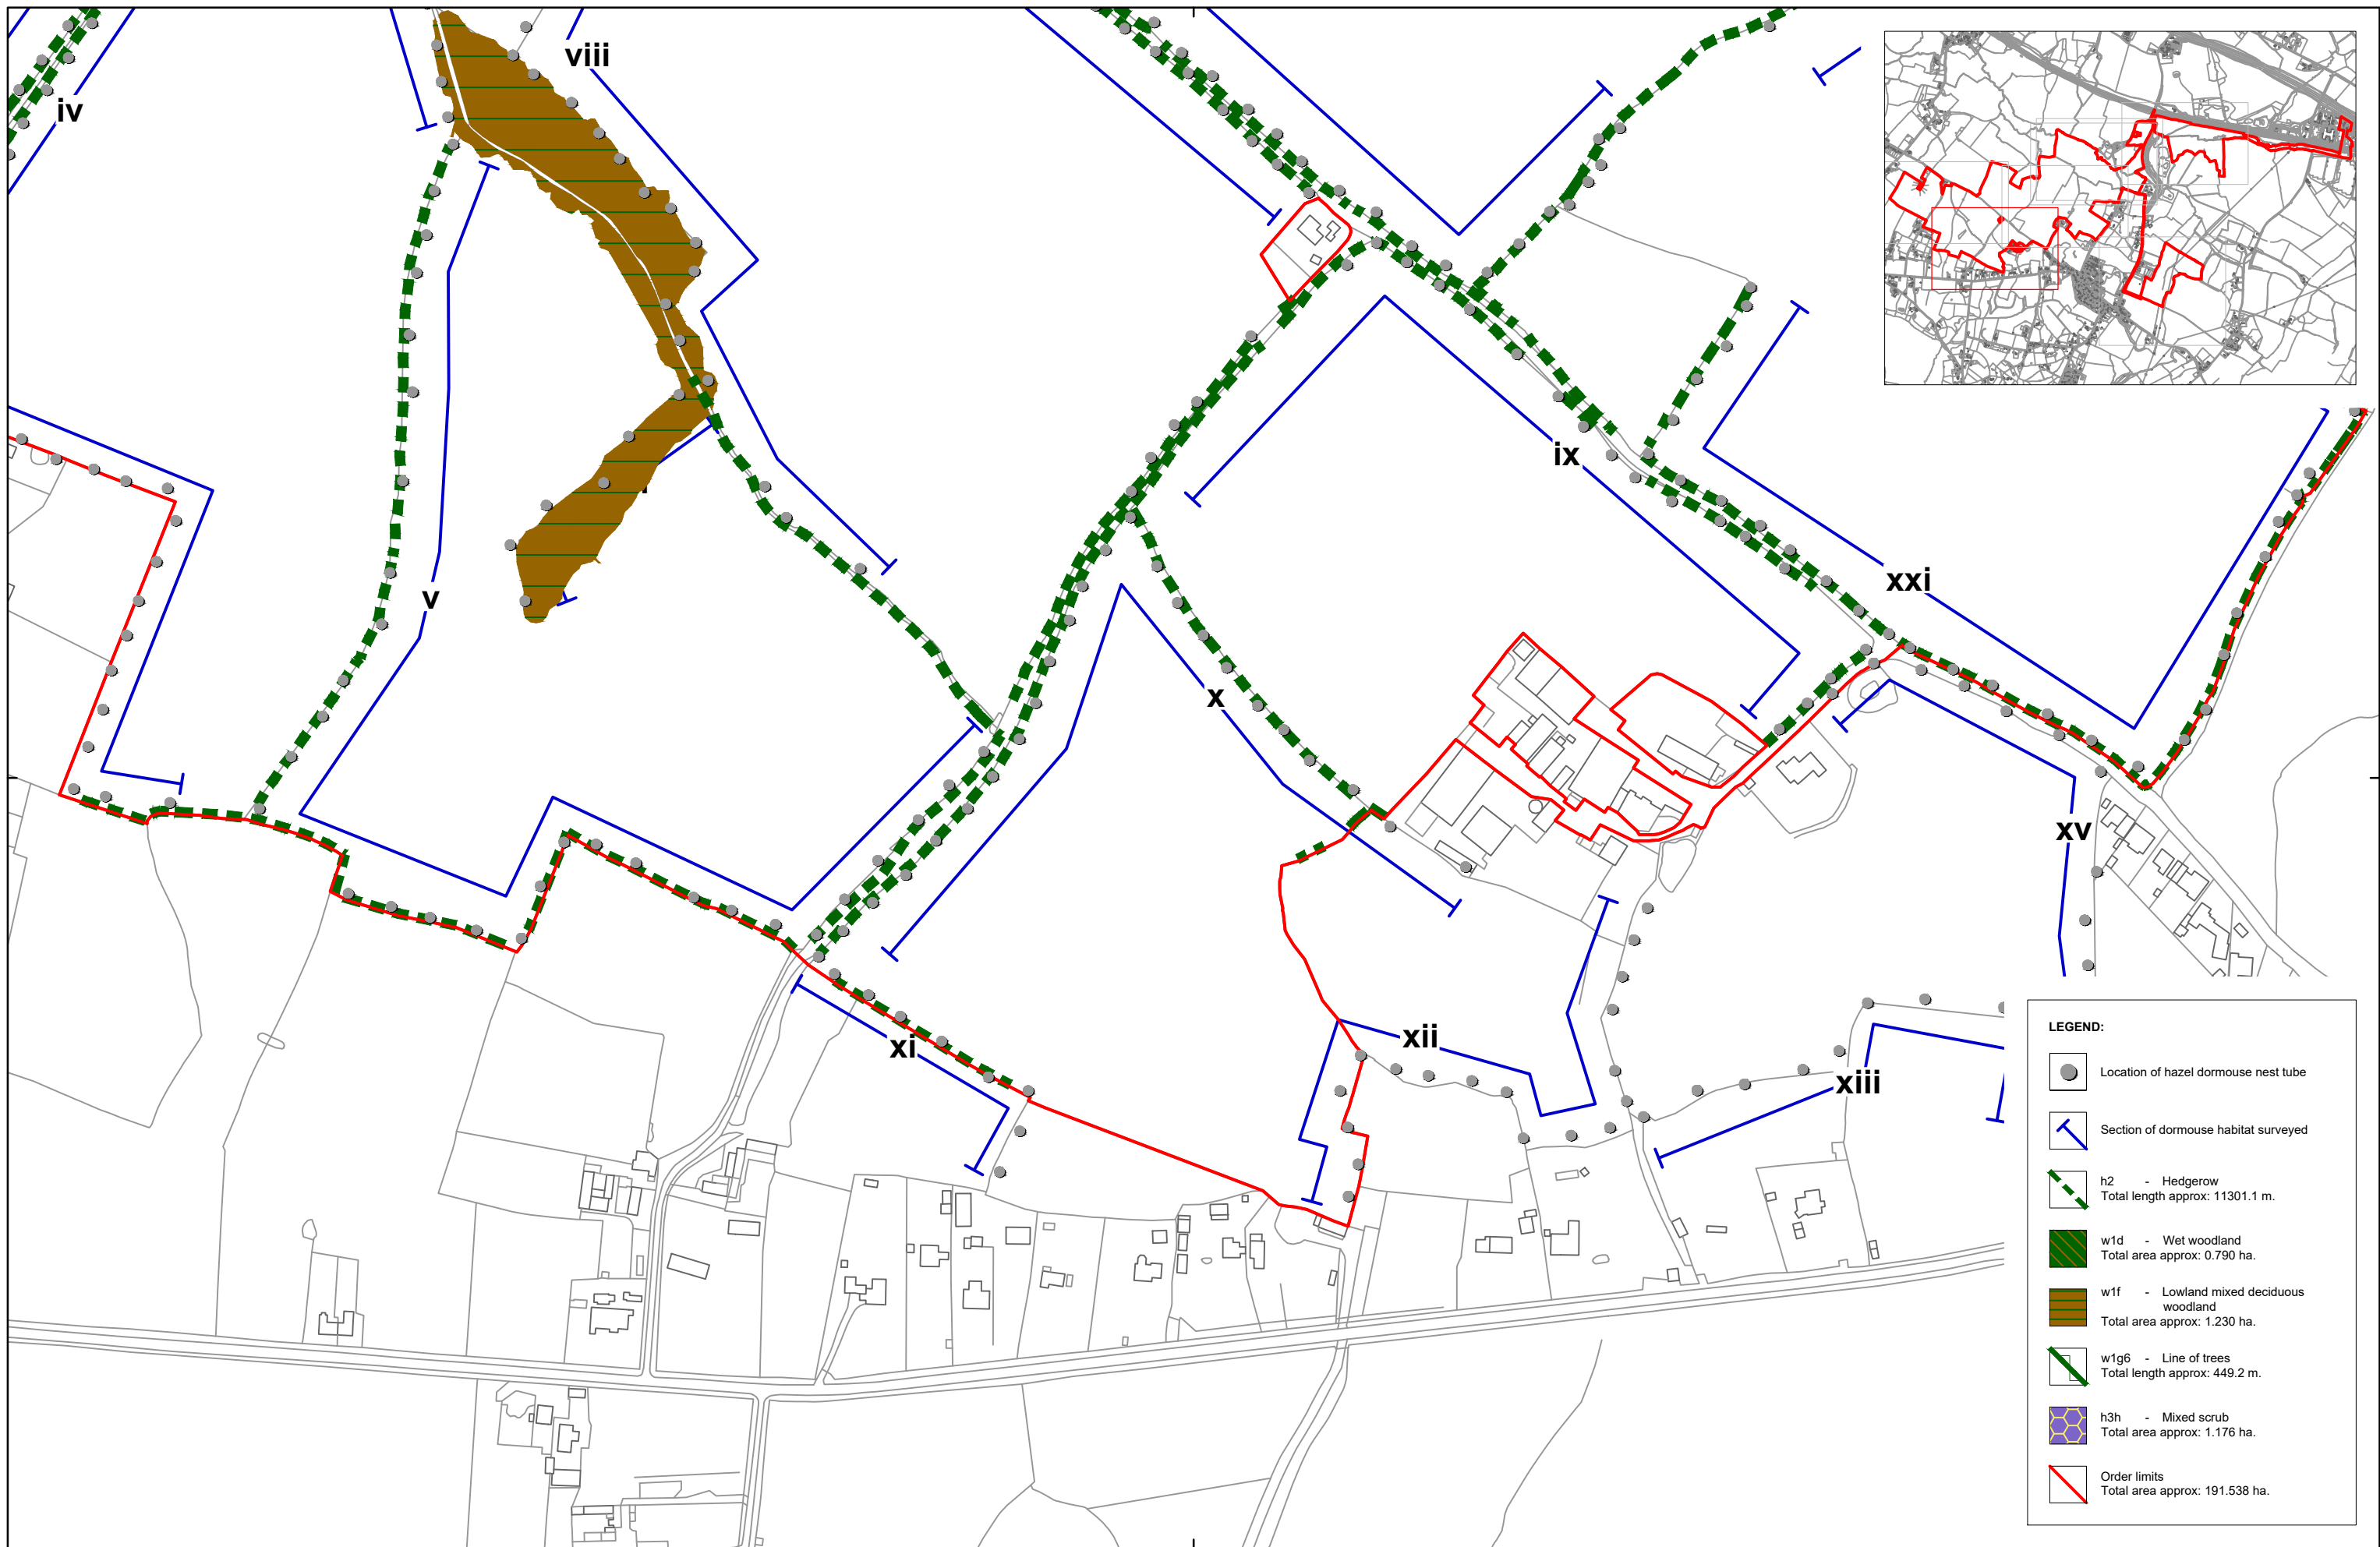 viii
iv
ix
v
xxi
x
xv
xi
xii
xiii
LEGEND:
Location of hazel dormouse nest tube
Section of dormouse habitat surveyed
h2 - Hedgerow
Total length approx: 11301.1 m.
w1d - Wet woodland
Total area approx: 0.790 ha.
w1f - Lowland mixed deciduous
woodland
Total area approx: 1.230 ha.
w1g6 - Line of trees
Total length approx: 449.2 m.
h3h - Mixed scrub
Total area approx: 1.176 ha.
Order limits
Total area approx: 191.538 ha.